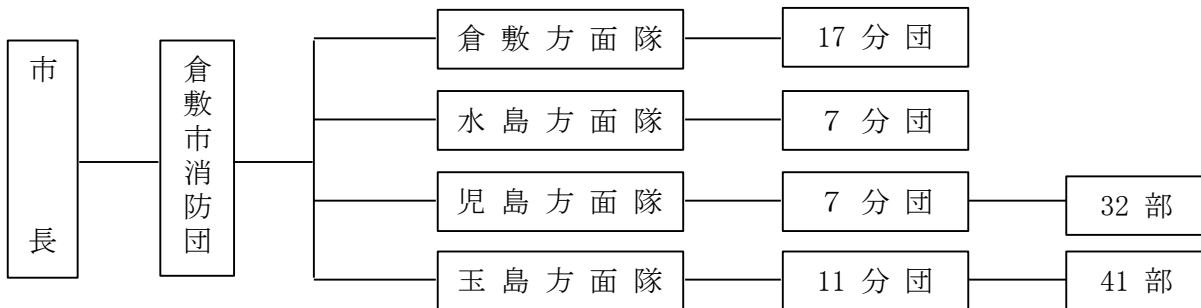 市長
倉敷市消防団
倉敷方面隊
17分団
水島方面隊
7分団
児島方面隊
7分団
32部
玉島方面隊
11分団
41部